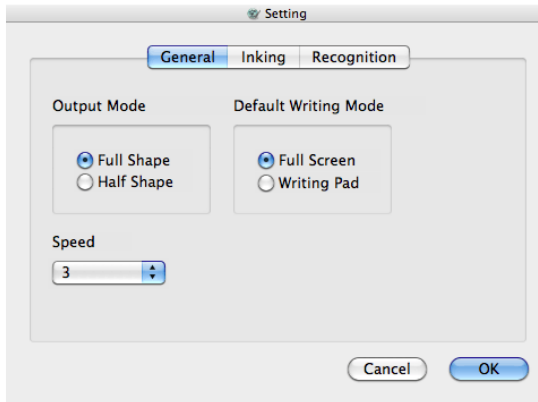 Setting
General Inking Recognition
Output Mode Default Writing Mode
Full Shape Full Screen
Half Shape Writing Pad
Speed
3
Cancel OK